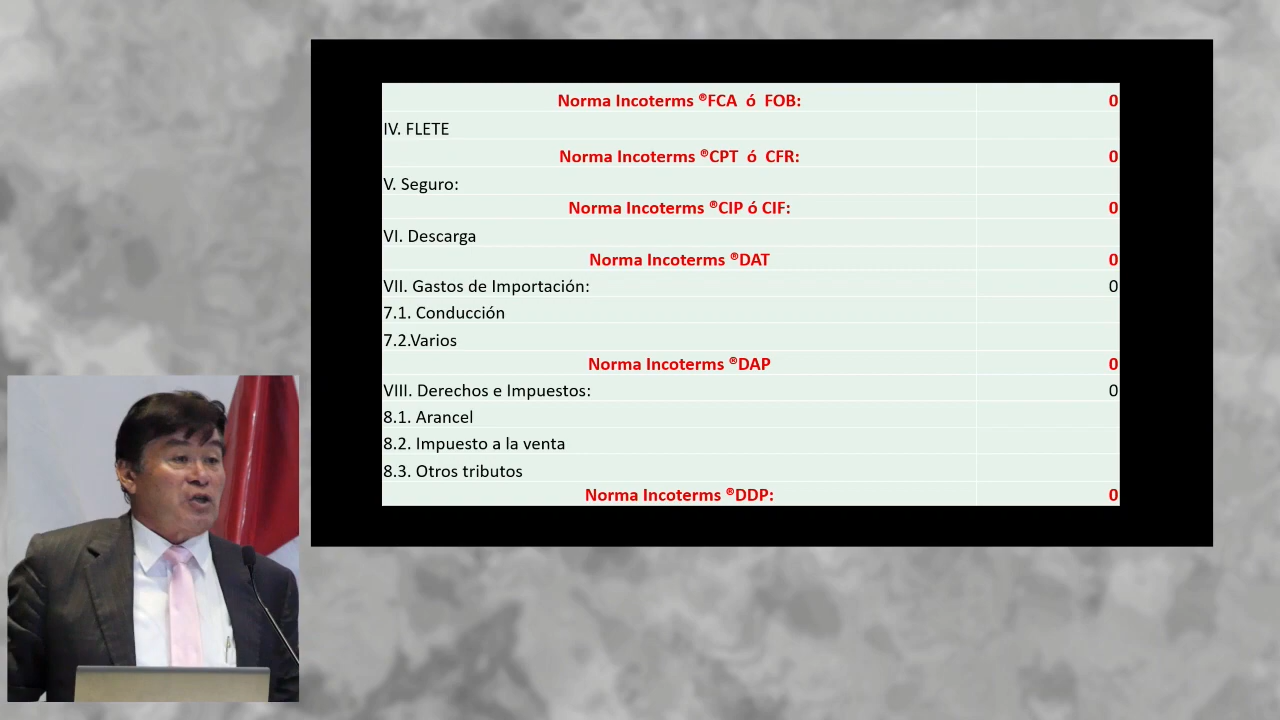 Norma Incoterms ®FCA ó FOB: 0
IV. FLETE
Norma Incoterms ®CPT ó CFR: 0
V. Seguro:
Norma Incoterms ®CIP ó CIF: 0
VI. Descarga
Norma Incoterms ®DAT 0
VII. Gastos de Importación: 0
7.1. Conducción
7.2.Varios
Norma Incoterms ®DAP 0
VIII. Derechos e Impuestos: 0
8.1. Arancel
8.2. Impuesto a la venta
8.3. Otros tributos
Norma Incoterms ®DDP: 0